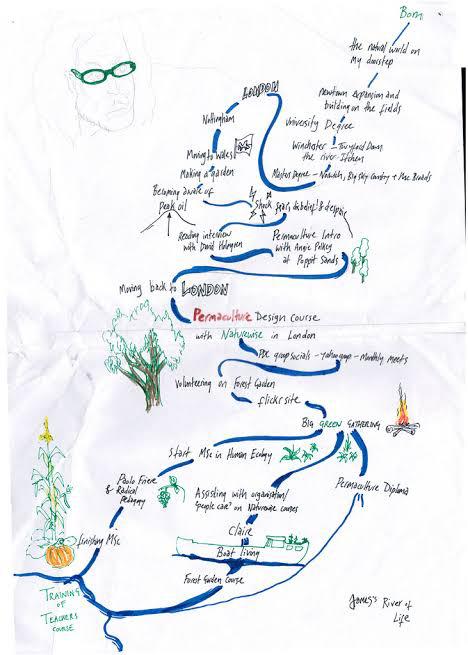 Born
the natural world on
my doorstep
newtown expansion and
building on the fields
University Degree
Winchester - Twyford Down
the river Itchen
Masters Degree - Norwich, Big sky country + the Broads
LONDON
Nottingham
Moving to Wales
Making a garden
Becoming aware of
peak oil
Shock, fear, disbelief! & despair
Reading interview
with David Holmgren
Permaculture Intro
with Angie Polkey
at Poppit Sands
Moving back to LONDON
Permaculture Design Course
with Naturewise in London
PDC group socials - Yahoo group - Monthly meets
Volunteering on Forest Garden
flickr site
BIG GREEN GATHERING
Start MSc in Human Ecology
Paolo Friere
& Radical
Pedagogy
Assisting with organisation/
'people care' on Naturewise courses
Permaculture Diploma
Claire
Boat living
finishing MSc
Forest Garden Course
TRAINING
OF
TEACHERS
COURSE
James's River of
Life